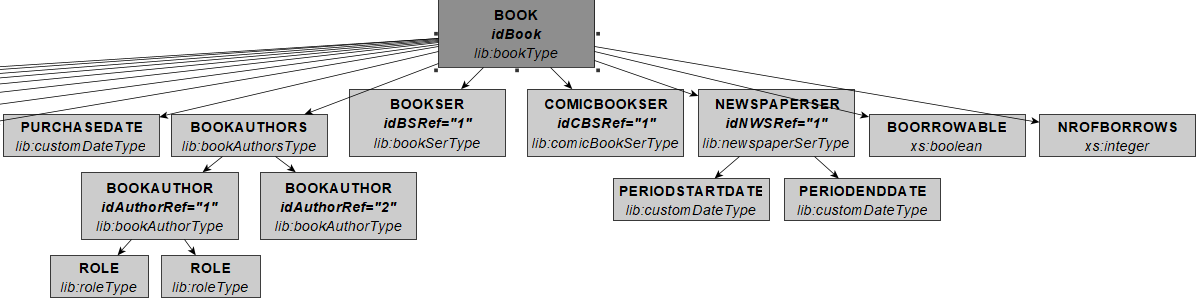 BOOK
idBook
lib:bookType
PURCHASEDATE
lib:customDateType
BOOKAUTHORS
lib:bookAuthorsType
BOOKSER
idBSRef="1"
lib:bookSerType
COMICBOOKSER
idCBSRef="1"
lib:comicBookSerType
NEWSPAPERSER
idNWSRef="1"
lib:newspaperSerType
BOORROWABLE
xs:boolean
NROFBORROWS
xs:integer
BOOKAUTHOR
idAuthorRef="1"
lib:bookAuthorType
BOOKAUTHOR
idAuthorRef="2"
lib:bookAuthorType
PERIODSTARTDATE
lib:customDateType
PERIODENDDATE
lib:customDateType
ROLE
lib:roleType
ROLE
lib:roleType